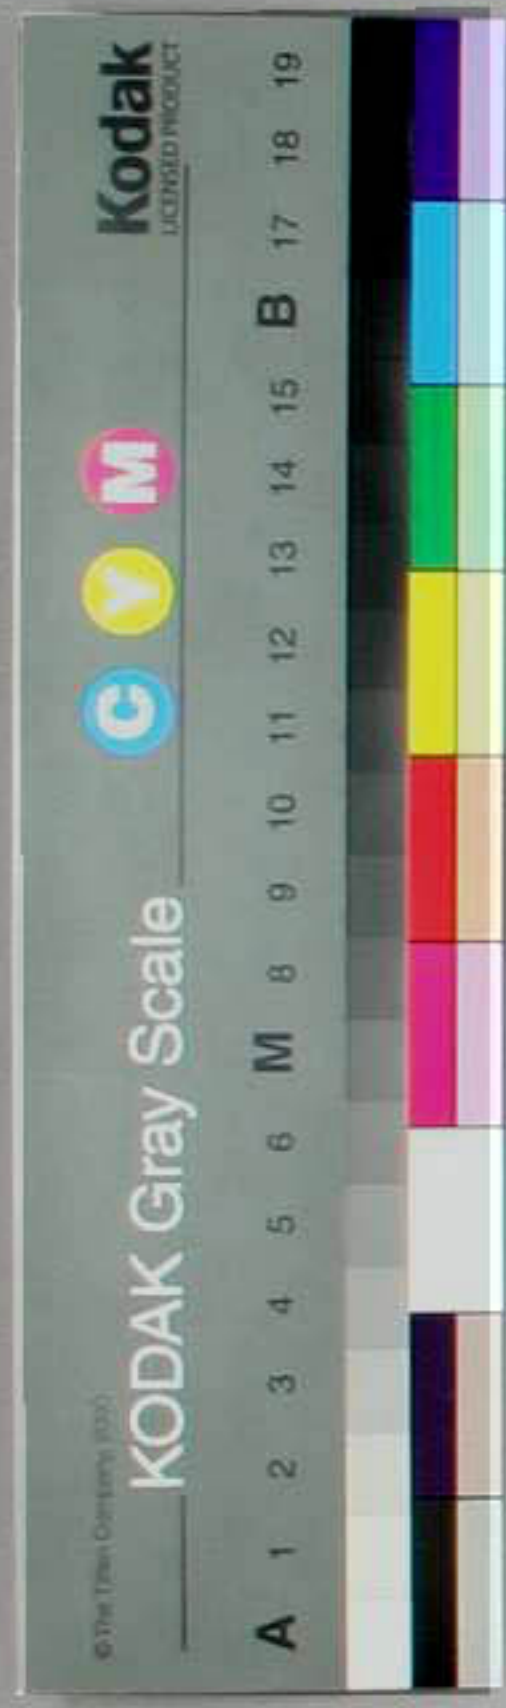 © The Tiffen Company, 2000
KODAK Gray Scale
C Y M
Kodak
LICENSED PRODUCT
A 1 2 3 4 5 6 M 8 9 10 11 12 13 14 15 B 17 18 19